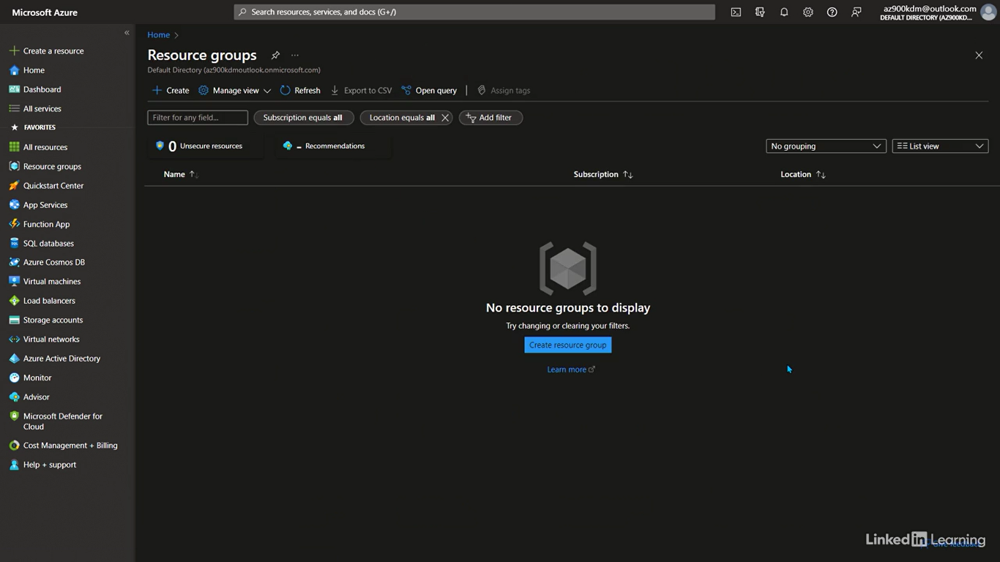 Microsoft Azure
Search resources, services, and docs (G+/)
az900kdm@outlook.com
DEFAULT DIRECTORY (AZ900KD...
Create a resource
Home
Dashboard
All services
FAVORITES
All resources
Resource groups
Quickstart Center
App Services
Function App
SQL databases
Azure Cosmos DB
Virtual machines
Load balancers
Storage accounts
Virtual networks
Azure Active Directory
Monitor
Advisor
Microsoft Defender for
Cloud
Cost Management + Billing
Help + support
Home >
Resource groups ...
Default Directory (az900kdmoutlook.onmicrosoft.com)
Create Manage view Refresh Export to CSV Open query | Assign tags
Filter for any field... Subscription equals all Location equals all Add filter
0 Unsecure resources - Recommendations No grouping List view
Name Subscription Location
No resource groups to display
Try changing or clearing your filters.
Create resource group
Learn more
LinkedIn Learning
Give feedback